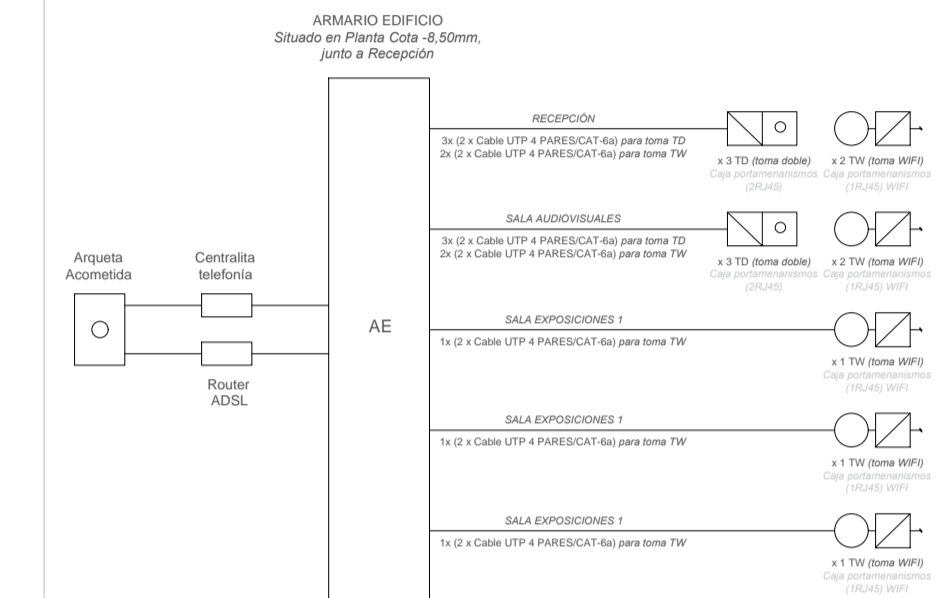 ARMARIO EDIFICIO
Situado en Planta Cota -8,50mm,
junto a Recepción
RECEPCIÓN
3x (2 x Cable UTP 4 PARES/CAT-6a) para toma TD
2x (2 x Cable UTP 4 PARES/CAT-6a) para toma TW
x 3 TD (toma doble)
Caja portamenanismos
(2RJ45)
x 2 TW (toma WIFI)
Caja portamenanismos
(1RJ45) WIFI
SALA AUDIOVISUALES
3x (2 x Cable UTP 4 PARES/CAT-6a) para toma TD
2x (2 x Cable UTP 4 PARES/CAT-6a) para toma TW
x 3 TD (toma doble)
Caja portamenanismos
(2RJ45)
x 2 TW (toma WIFI)
Caja portamenanismos
(1RJ45) WIFI
Arqueta
Acometida
Centralita
telefonía
Router
ADSL
AE
SALA EXPOSICIONES 1
1x (2 x Cable UTP 4 PARES/CAT-6a) para toma TW
x 1 TW (toma WIFI)
Caja portamenanismos
(1RJ45) WIFI
SALA EXPOSICIONES 1
1x (2 x Cable UTP 4 PARES/CAT-6a) para toma TW
x 1 TW (toma WIFI)
Caja portamenanismos
(1RJ45) WIFI
SALA EXPOSICIONES 1
1x (2 x Cable UTP 4 PARES/CAT-6a) para toma TW
x 1 TW (toma WIFI)
Caja portamenanismos
(1RJ45) WIFI